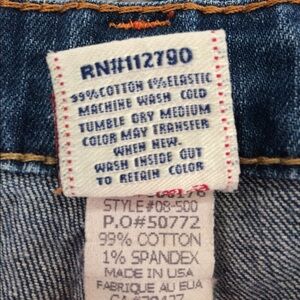 RN#112790
99%COTTON 1%ELASTIC
MACHINE WASH COLD
TUMBLE DRY MEDIUM
COLOR MAY TRANSFER
WHEN NEW.
WASH INSIDE OUT
TO RETAIN COLOR
STYLE#08-500
P.O#50772
99% COTTON
1% SPANDEX
MADE IN USA
FABRIQUE AU EUA